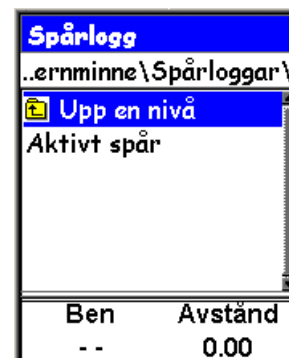 Spårlogg
..ernminne\Spårloggar\
Upp en nivå
Aktivt spår
Ben Avstånd
-- 0.00